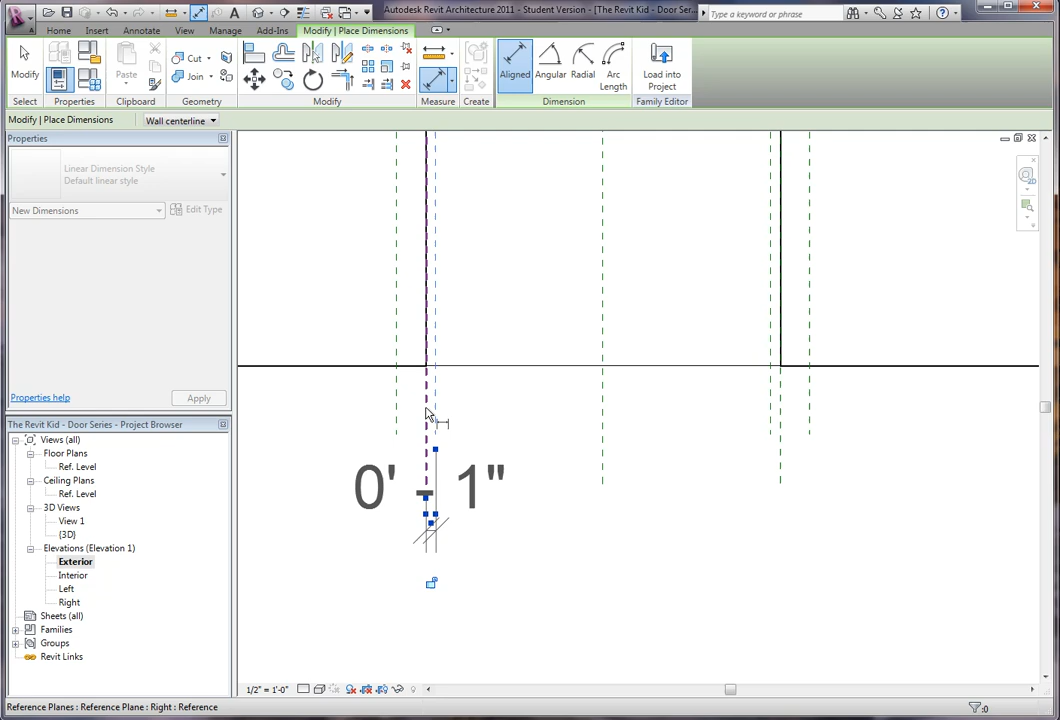 Autodesk Revit Architecture 2011 - Student Version - [The Revit Kid - Door Ser...
Type a keyword or phrase
Home Insert Annotate View Manage Add-Ins Modify | Place Dimensions
Modify Paste Cut Join Aligned Angular Radial Arc Length Load into Project
Select Properties Clipboard Geometry Modify Measure Create Dimension Family Editor
Modify | Place Dimensions Wall centerline
Properties
Linear Dimension Style
Default linear style
New Dimensions Edit Type
Properties help Apply
The Revit Kid - Door Series - Project Browser
Views (all)
Floor Plans
Ref. Level
Ceiling Plans
Ref. Level
3D Views
View 1
{3D}
Elevations (Elevation 1)
Exterior
Interior
Left
Right
Sheets (all)
Families
Groups
Revit Links
0' - 1"
2D
1/2" = 1'-0"
Reference Planes : Reference Plane : Right : Reference
:0